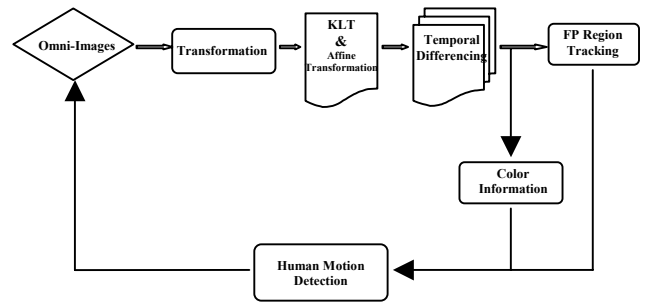 Omni-Images
Transformation
KLT
&
Affine
Transformation
Temporal
Differencing
FP Region
Tracking
Color
Information
Human Motion
Detection